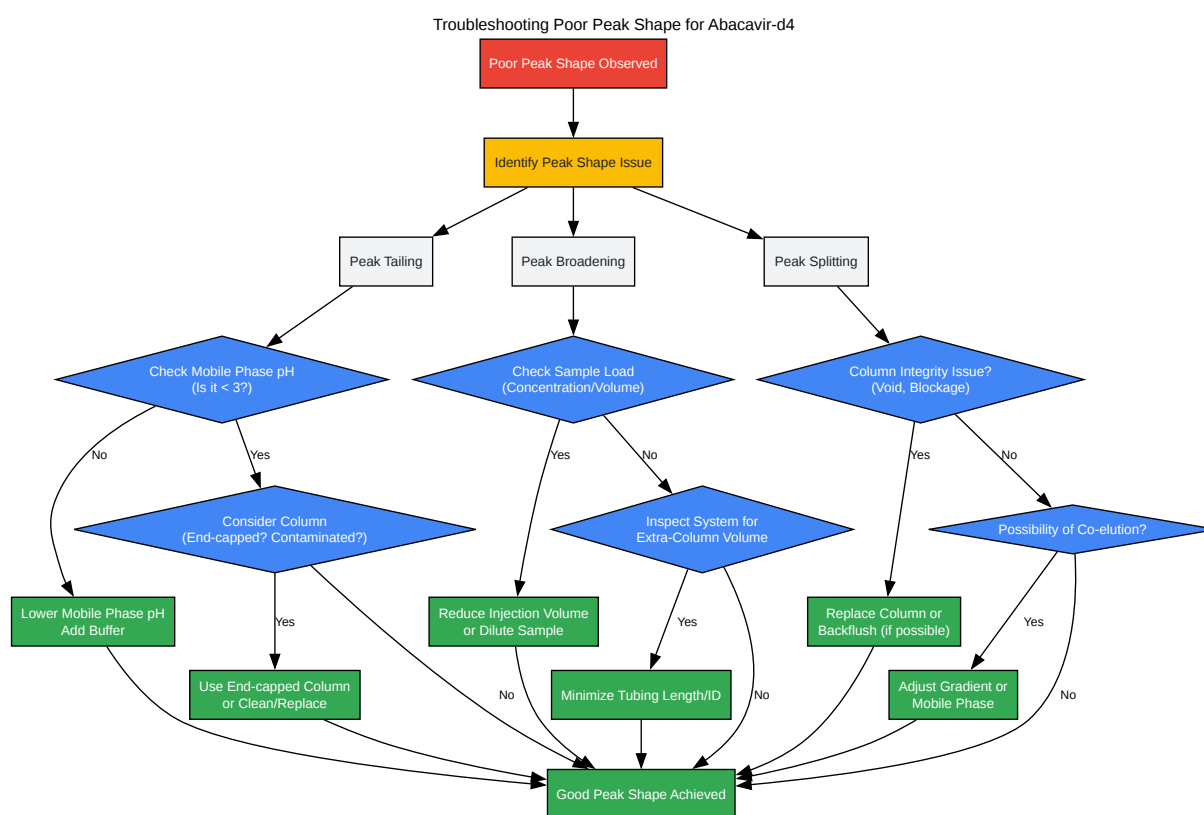 Troubleshooting Poor Peak Shape for Abacavir-d4
Poor Peak Shape Observed
Identify Peak Shape Issue
Peak Tailing
Peak Broadening
Peak Splitting
Check Mobile Phase pH
(Is it < 3?)
Check Sample Load
(Concentration/Volume)
Column Integrity Issue?
(Void, Blockage)
No
Yes
Yes
No
Yes
No
Consider Column
(End-capped? Contaminated?)
Inspect System for
Extra-Column Volume
Possibility of Co-elution?
Lower Mobile Phase pH
Add Buffer
Yes
Reduce Injection Volume
or Dilute Sample
Yes
Replace Column or
Backflush (if possible)
Yes
Use End-capped Column
or Clean/Replace
No
Minimize Tubing Length/ID
No
Adjust Gradient or
Mobile Phase
No
Good Peak Shape Achieved